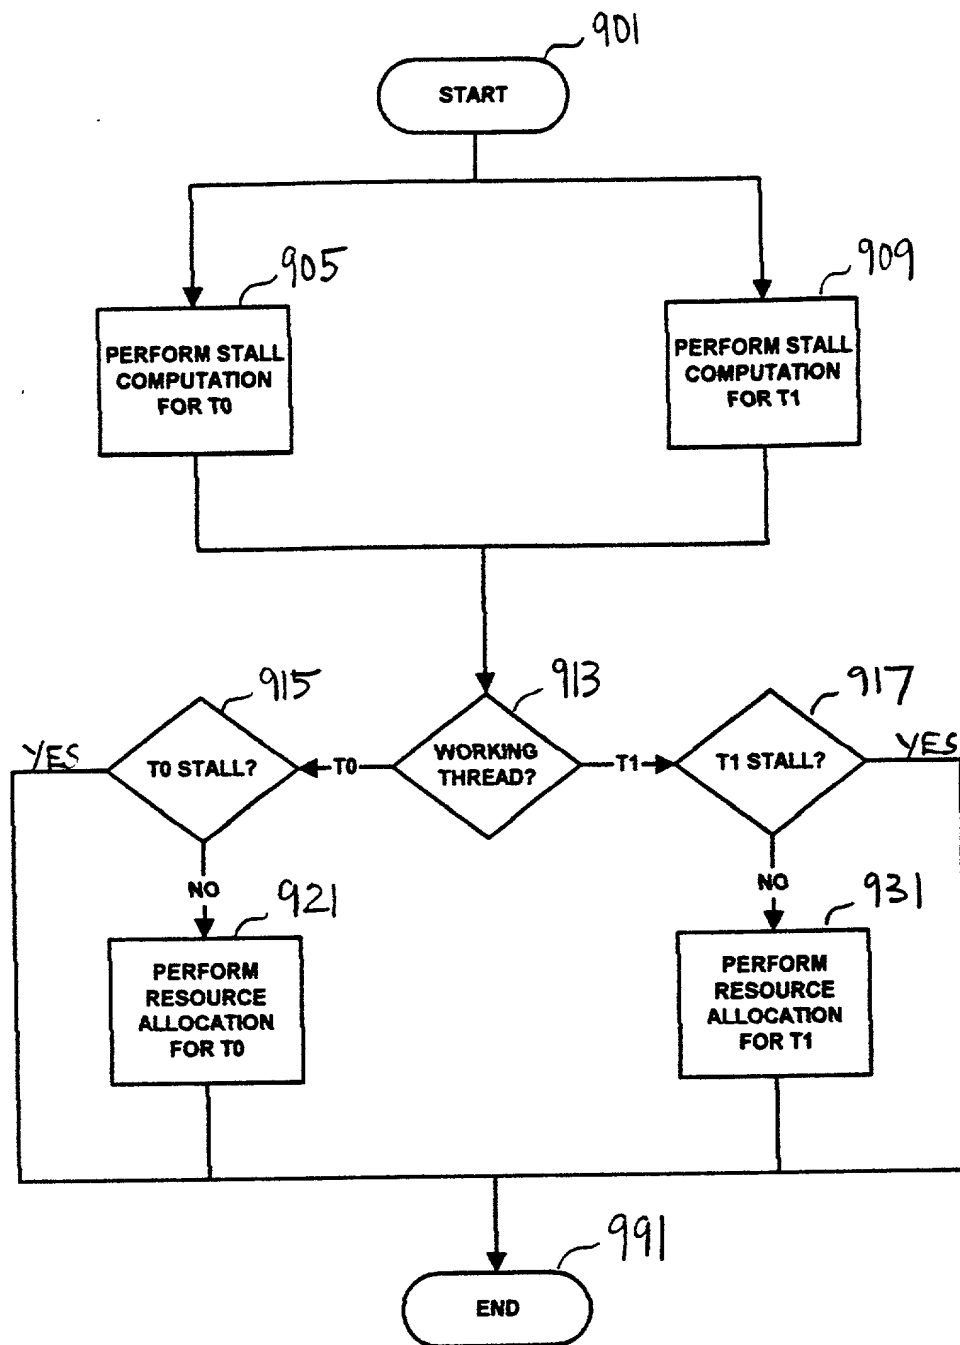 901
START
905
909
PERFORM STALL
COMPUTATION
FOR T0
PERFORM STALL
COMPUTATION
FOR T1
915
913
917
YES
T0 STALL?
T0
WORKING
THREAD?
T1
T1 STALL?
YES
NO
NO
921
931
PERFORM
RESOURCE
ALLOCATION
FOR T0
PERFORM
RESOURCE
ALLOCATION
FOR T1
991
END